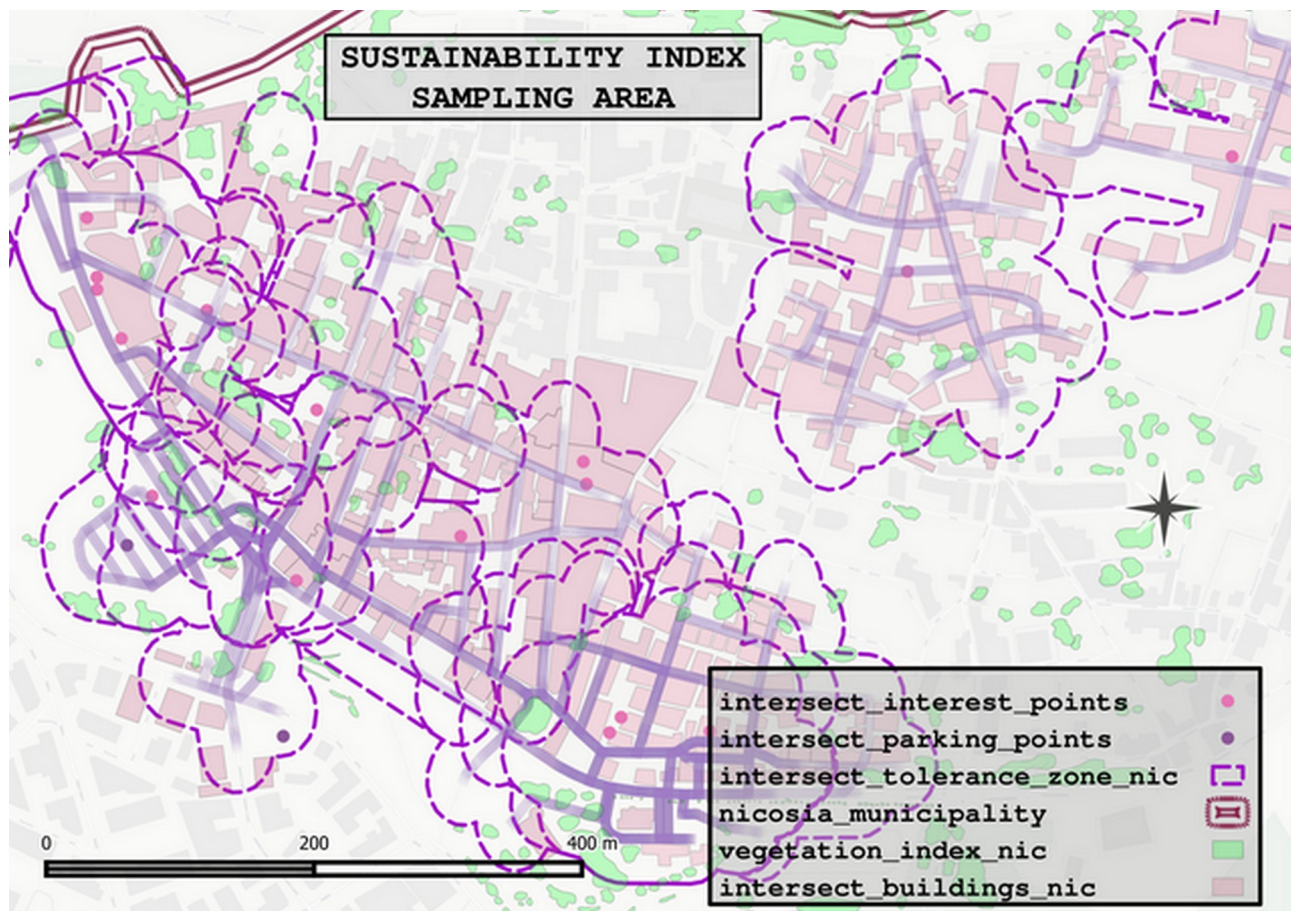 SUSTAINABILITY INDEX
SAMPLING AREA
intersect_interest_points
intersect_parking_points
intersect_tolerance_zone_nic
nicosia_municipality
vegetation_index_nic
intersect_buildings_nic
0 200 400 m